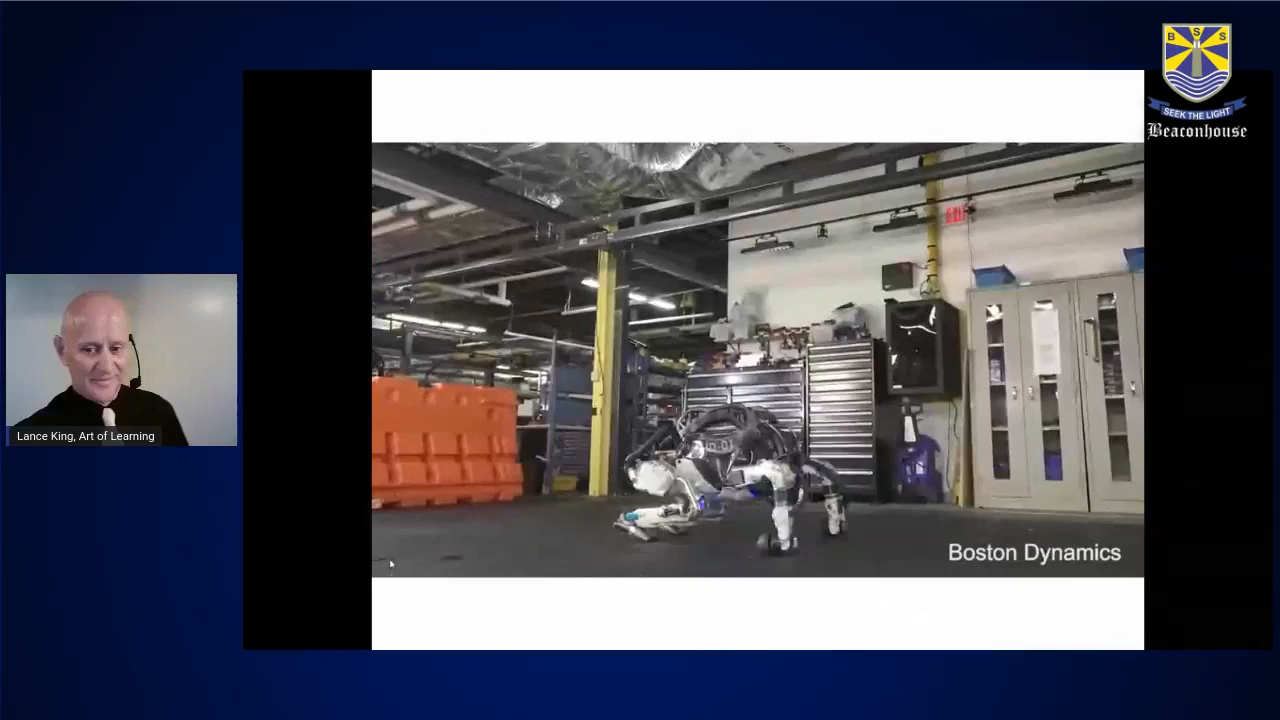 B S S
SEEK THE LIGHT
Beaconhouse
EXIT
Lance King, Art of Learning
Boston Dynamics